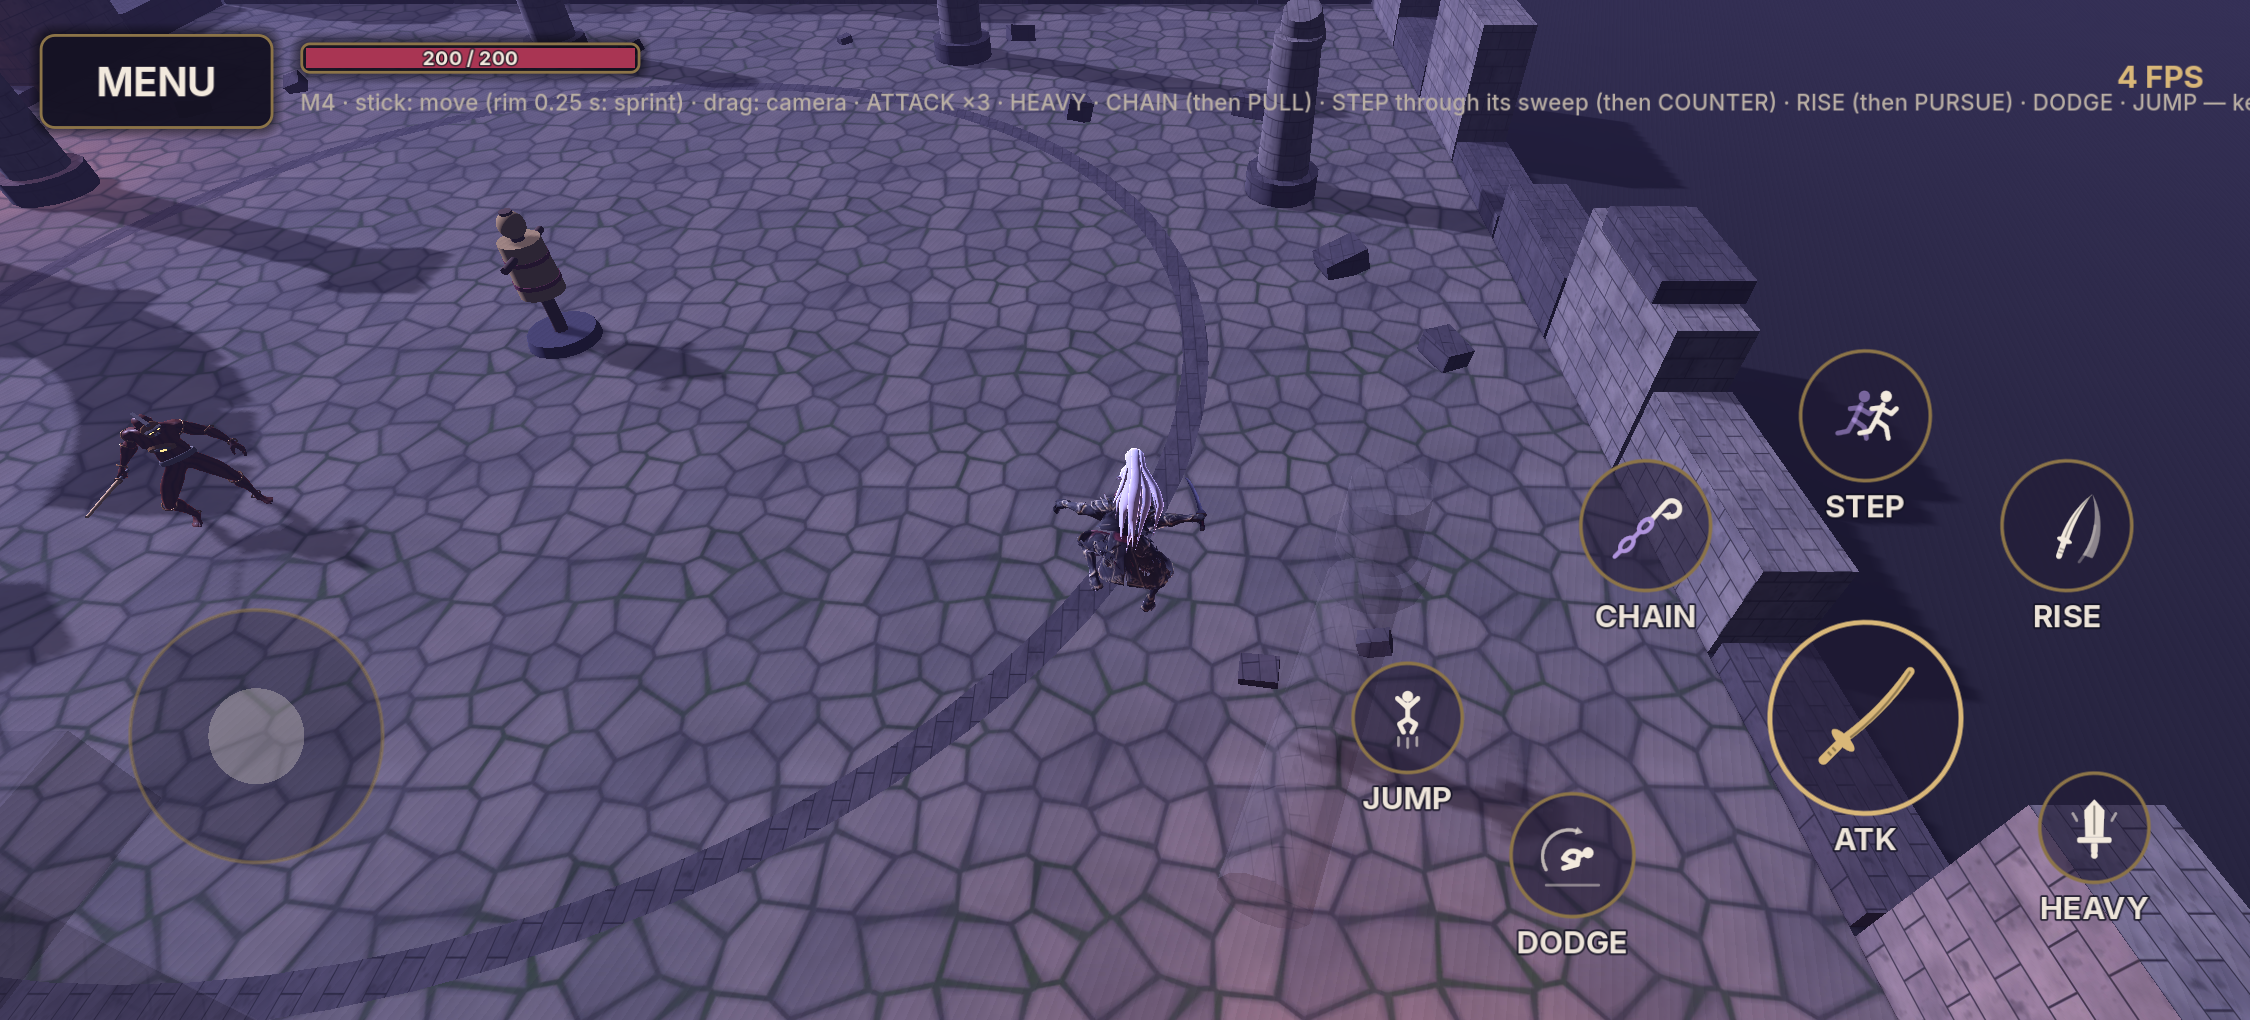 MENU
200 / 200
4 FPS
M4 · stick: move (rim 0.25 s: sprint) · drag: camera · ATTACK ×3 · HEAVY · CHAIN (then PULL) · STEP through its sweep (then COUNTER) · RISE (then PURSUE) · DODGE · JUMP — ke
STEP
CHAIN
RISE
JUMP
ATK
DODGE
HEAVY